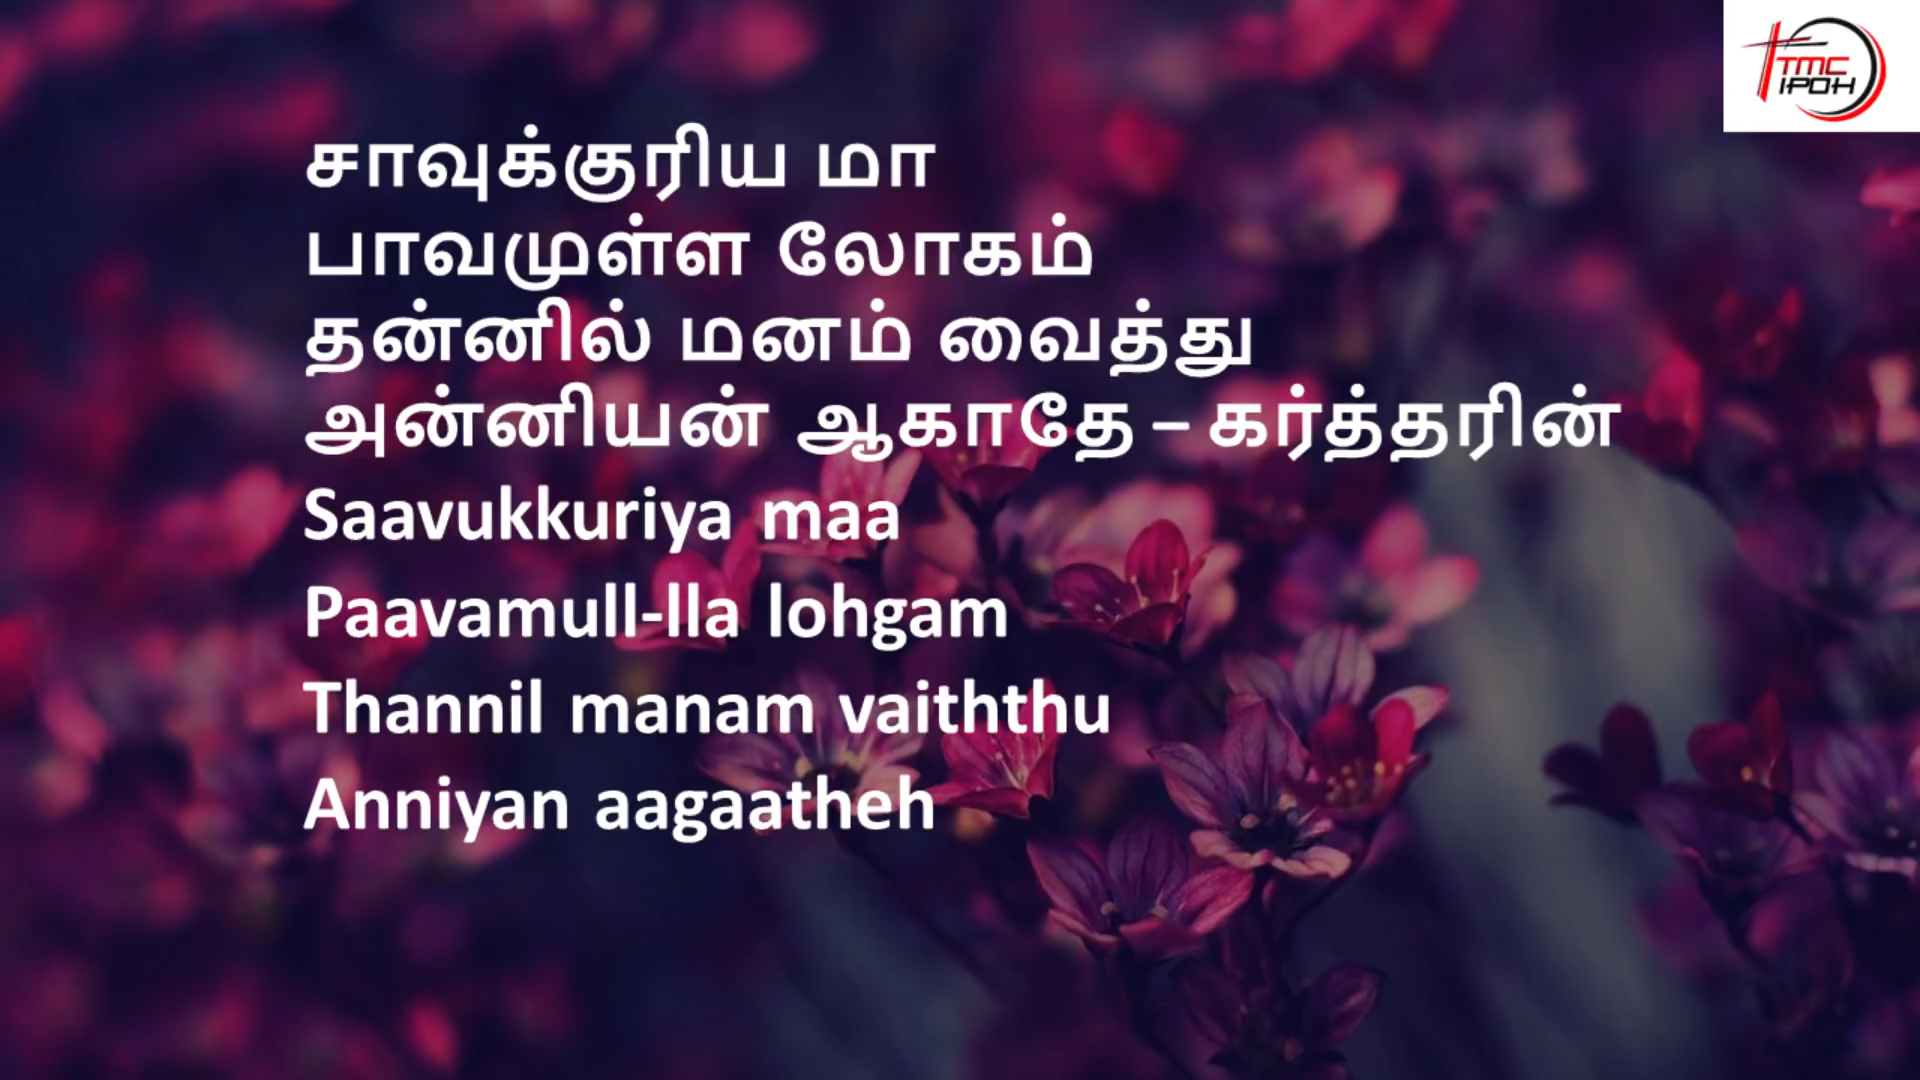 TMC
IPOH
சாவுக்குரிய மா
பாவமுள்ள லோகம்
தன்னில் மனம் வைத்து
அன்னியன் ஆகாதே – கர்த்தரின்
Saavukkuriya maa
Paavamull-lla lohgam
Thannil manam vaiththu
Anniyan aagaatheh